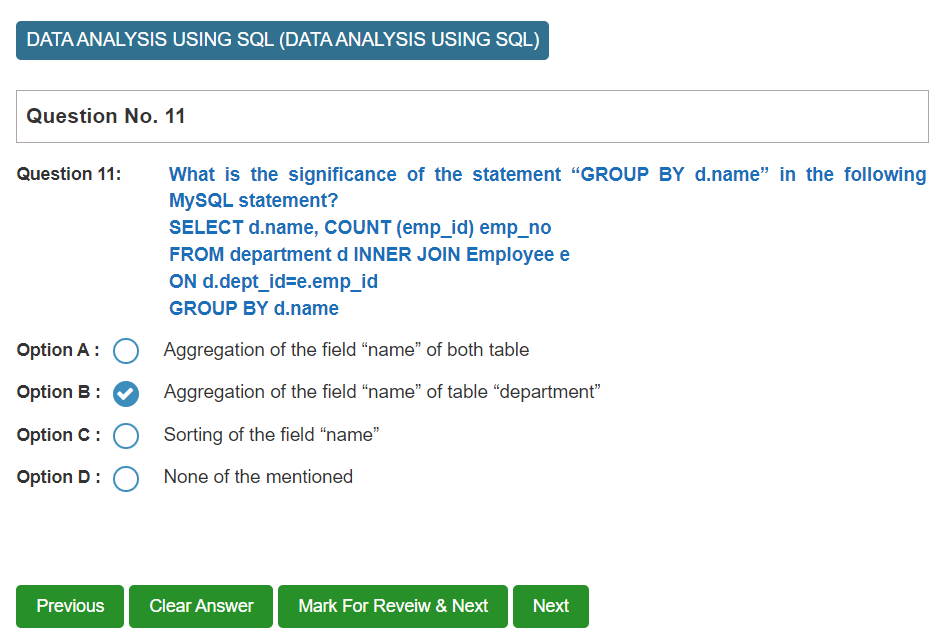 DATA ANALYSIS USING SQL (DATA ANALYSIS USING SQL)
Question No. 11
Question 11: What is the significance of the statement “GROUP BY d.name” in the following
MySQL statement?
SELECT d.name, COUNT (emp_id) emp_no
FROM department d INNER JOIN Employee e
ON d.dept_id=e.emp_id
GROUP BY d.name
Option A : Aggregation of the field “name” of both table
Option B : Aggregation of the field “name” of table “department”
Option C : Sorting of the field “name”
Option D : None of the mentioned
Previous Clear Answer Mark For Reveiw & Next Next